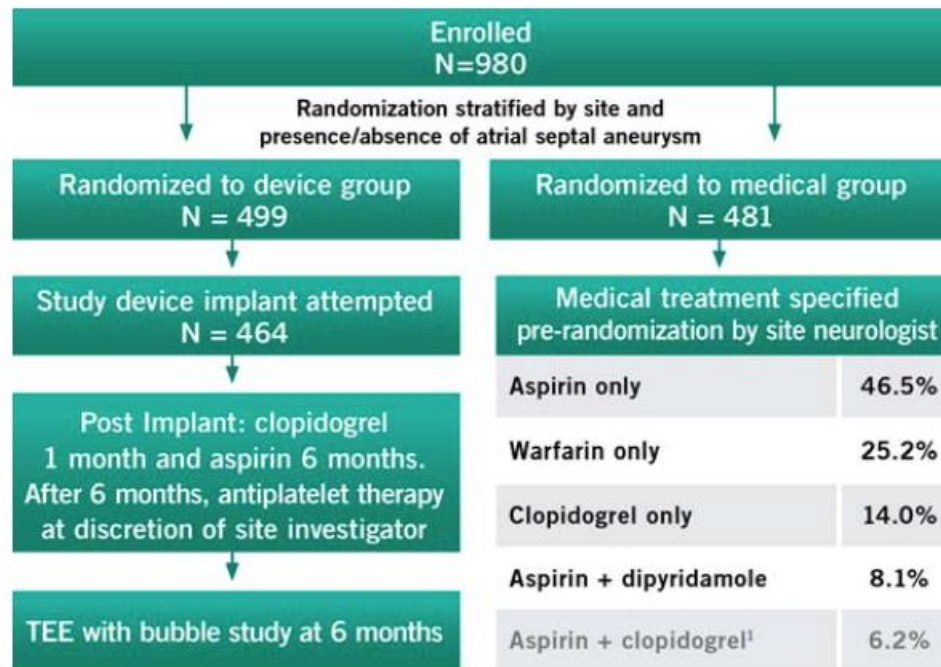 Enrolled
N=980
Randomization stratified by site and
presence/absence of atrial septal aneurysm
Randomized to device group
N = 499
Study device implant attempted
N = 464
Post Implant: clopidogrel
1 month and aspirin 6 months.
After 6 months, antiplatelet therapy
at discretion of site investigator
TEE with bubble study at 6 months
Randomized to medical group
N = 481
Medical treatment specified
pre-randomization by site neurologist
Aspirin only 46.5%
Warfarin only 25.2%
Clopidogrel only 14.0%
Aspirin + dipyridamole 8.1%
Aspirin + clopidogrel¹ 6.2%